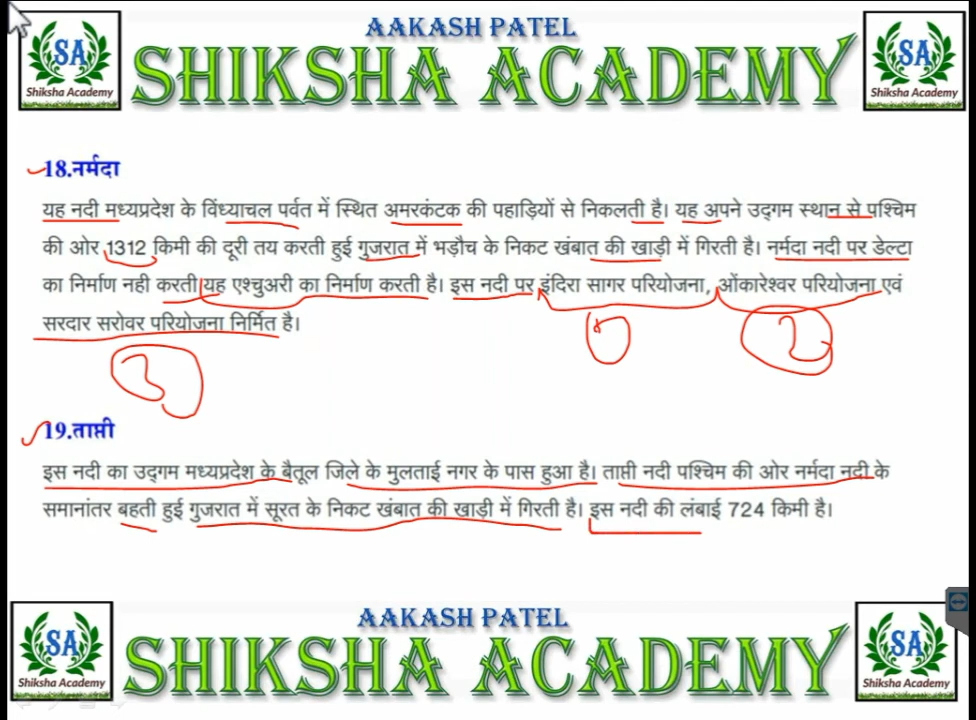 AAKASH PATEL
SHIKSHA ACADEMY
SA
Shiksha Academy
SA
Shiksha Academy
18.नर्मदा
यह नदी मध्यप्रदेश के विंध्याचल पर्वत में स्थित अमरकंटक की पहाड़ियों से निकलती है। यह अपने उद्गम स्थान से पश्चिम
की ओर 1312 किमी की दूरी तय करती हुई गुजरात में भड़ौच के निकट खंबात की खाड़ी में गिरती है। नर्मदा नदी पर डेल्टा
का निर्माण नही करती यह एश्चुअरी का निर्माण करती है। इस नदी पर इंदिरा सागर परियोजना, ओंकारेश्वर परियोजना एवं
सरदार सरोवर परियोजना निर्मित है।
2
3
19.ताप्ती
इस नदी का उद्गम मध्यप्रदेश के बैतूल जिले के मुलताई नगर के पास हुआ है। ताप्ती नदी पश्चिम की ओर नर्मदा नदी के
समानांतर बहती हुई गुजरात में सूरत के निकट खंबात की खाड़ी में गिरती है। इस नदी की लंबाई 724 किमी है।
AAKASH PATEL
SHIKSHA ACADEMY
SA
Shiksha Academy
SA
Shiksha Academy